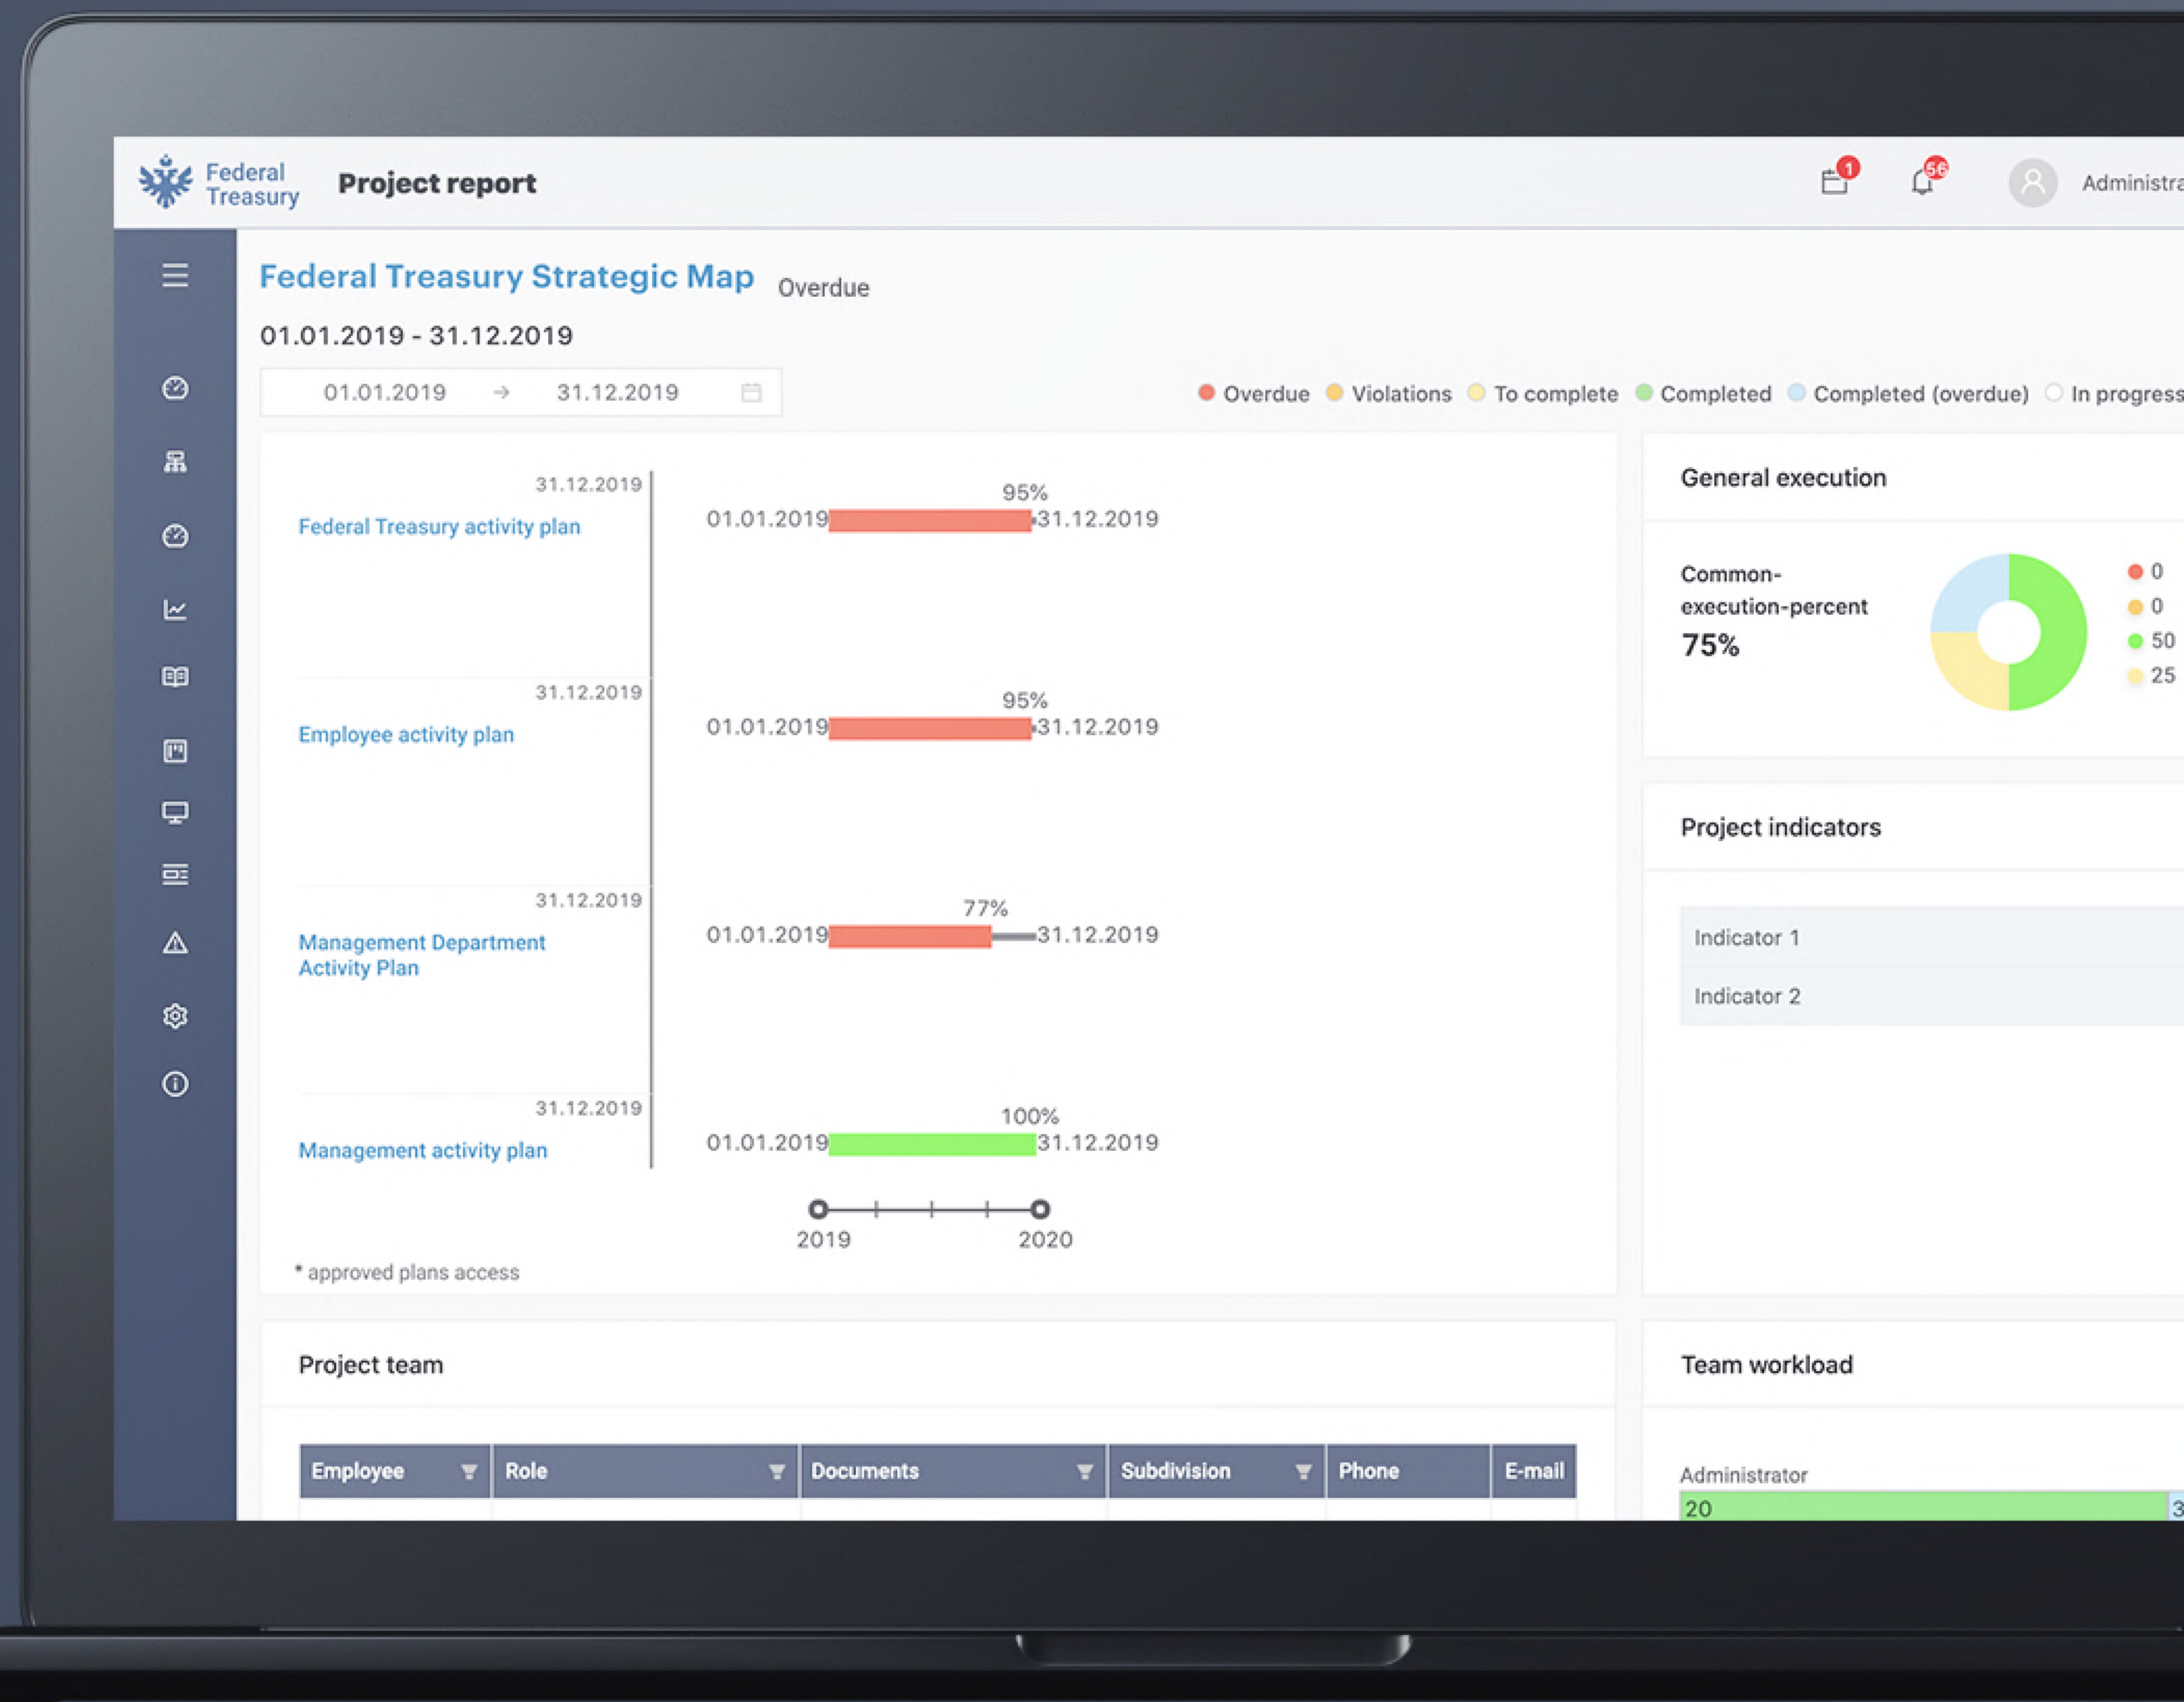 Federal
Treasury
Project report
1
56
Federal Treasury Strategic Map Overdue
01.01.2019 - 31.12.2019
01.01.2019 → 31.12.2019
Overdue Violations To complete Completed Completed (overdue) In progress
31.12.2019
Federal Treasury activity plan
95%
01.01.2019 31.12.2019
31.12.2019
Employee activity plan
95%
01.01.2019 31.12.2019
31.12.2019
Management Department
Activity Plan
77%
01.01.2019 31.12.2019
31.12.2019
Management activity plan
100%
01.01.2019 31.12.2019
2019 2020
* approved plans access
General execution
Common-
execution-percent
75%
0
0
50
25
Project indicators
Indicator 1
Indicator 2
Project team
Employee Role Documents Subdivision Phone E-mail
Team workload
Administrator
20